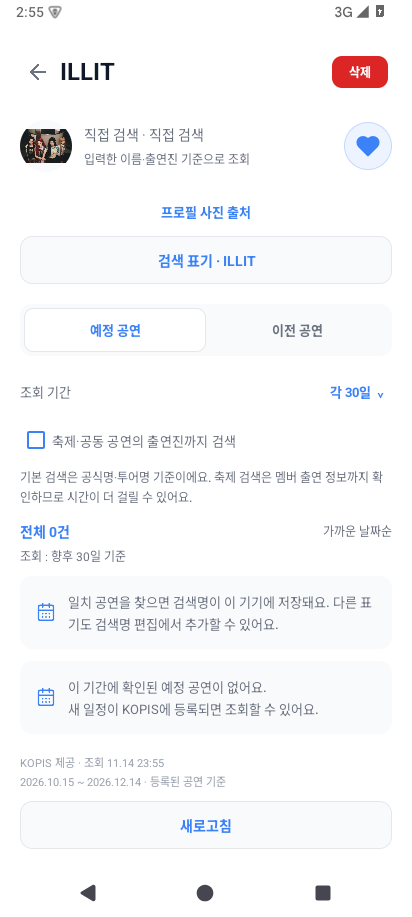 2:55
3G
ILLIT
삭제
직접 검색 · 직접 검색
입력한 이름·출연진 기준으로 조회
프로필 사진 출처
검색 표기 · ILLIT
예정 공연
이전 공연
조회 기간
각 30일
축제·공동 공연의 출연진까지 검색
기본 검색은 공식명·투어명 기준이에요. 축제 검색은 멤버 출연 정보까지 확
인하므로 시간이 더 걸릴 수 있어요.
전체 0건
가까운 날짜순
조회 : 향후 30일 기준
일치 공연을 찾으면 검색명이 이 기기에 저장돼요. 다른 표
기도 검색명 편집에서 추가할 수 있어요.
이 기간에 확인된 예정 공연이 없어요.
새 일정이 KOPIS에 등록되면 조회할 수 있어요.
KOPIS 제공 · 조회 11.14 23:55
2026.10.15 ~ 2026.12.14 · 등록된 공연 기준
새로고침